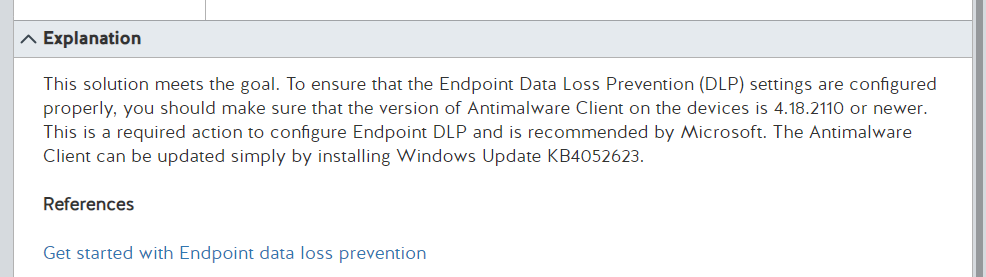 Explanation
This solution meets the goal. To ensure that the Endpoint Data Loss Prevention (DLP) settings are configured
properly, you should make sure that the version of Antimalware Client on the devices is 4.18.2110 or newer.
This is a required action to configure Endpoint DLP and is recommended by Microsoft. The Antimalware
Client can be updated simply by installing Windows Update KB4052623.
References
Get started with Endpoint data loss prevention